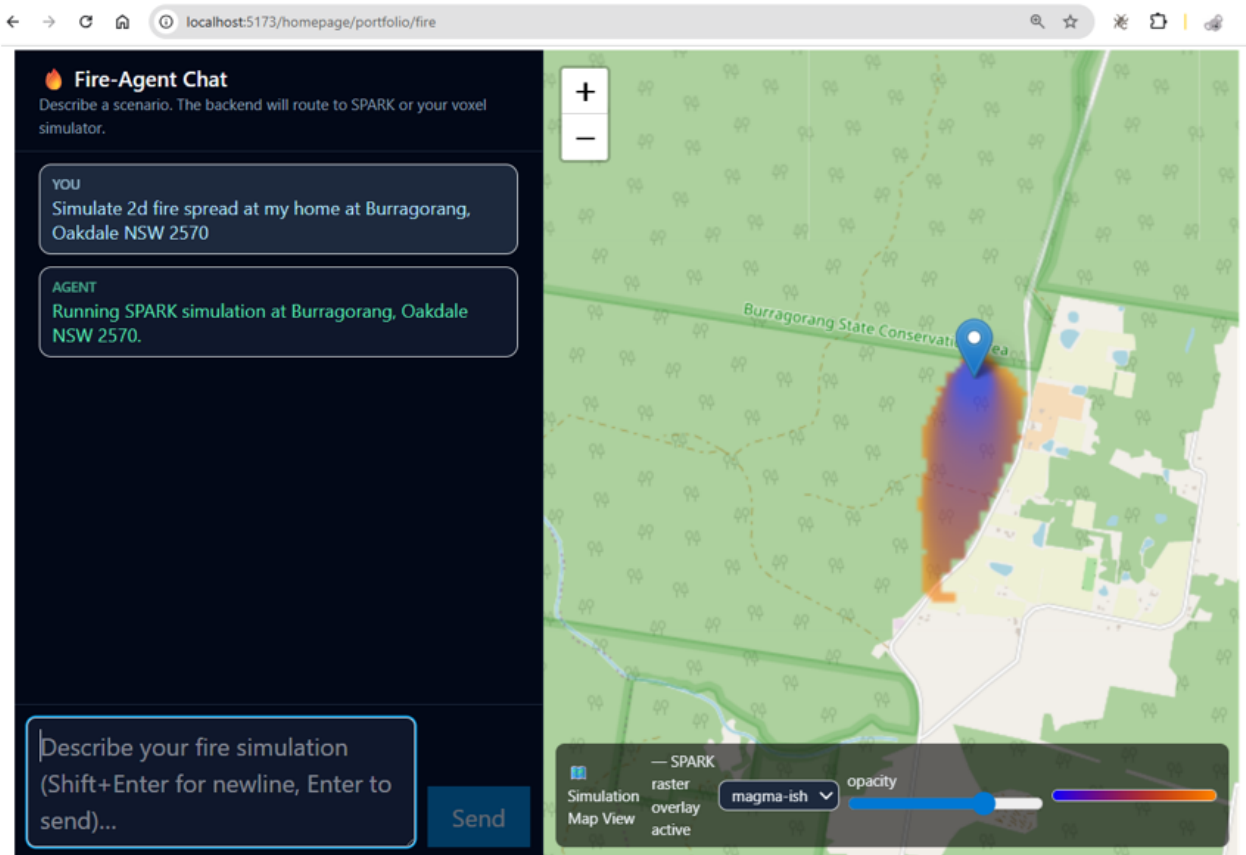 localhost:5173/homepage/portfolio/fire
Fire-Agent Chat
Describe a scenario. The backend will route to SPARK or your voxel
simulator.
YOU
Simulate 2d fire spread at my home at Burragorang,
Oakdale NSW 2570
AGENT
Running SPARK simulation at Burragorang, Oakdale
NSW 2570.
Describe your fire simulation
(Shift+Enter for newline, Enter to
send)...
Send
+
−
Burragorang State Conservati ea
Simulation
Map View
— SPARK
raster
overlay
active
magma-ish
opacity